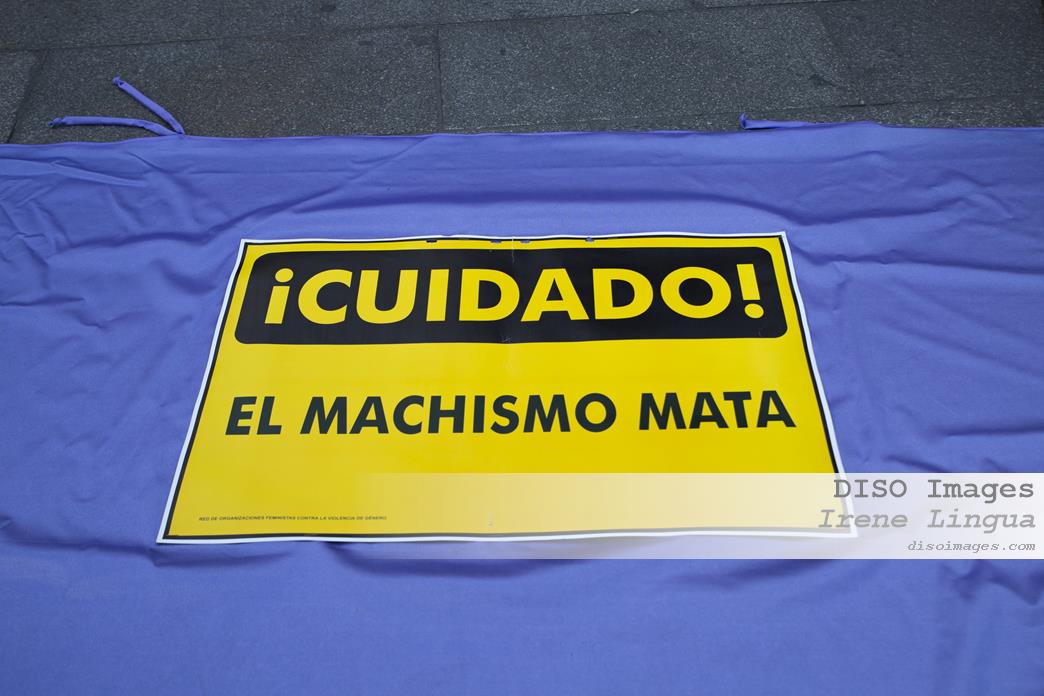 ¡CUIDADO!
EL MACHISMO MATA
RED DE ORGANIZACIONES FEMINISTAS CONTRA LA VIOLENCIA DE GÉNERO
DISO Images
Irene Lingua
disoimages.com